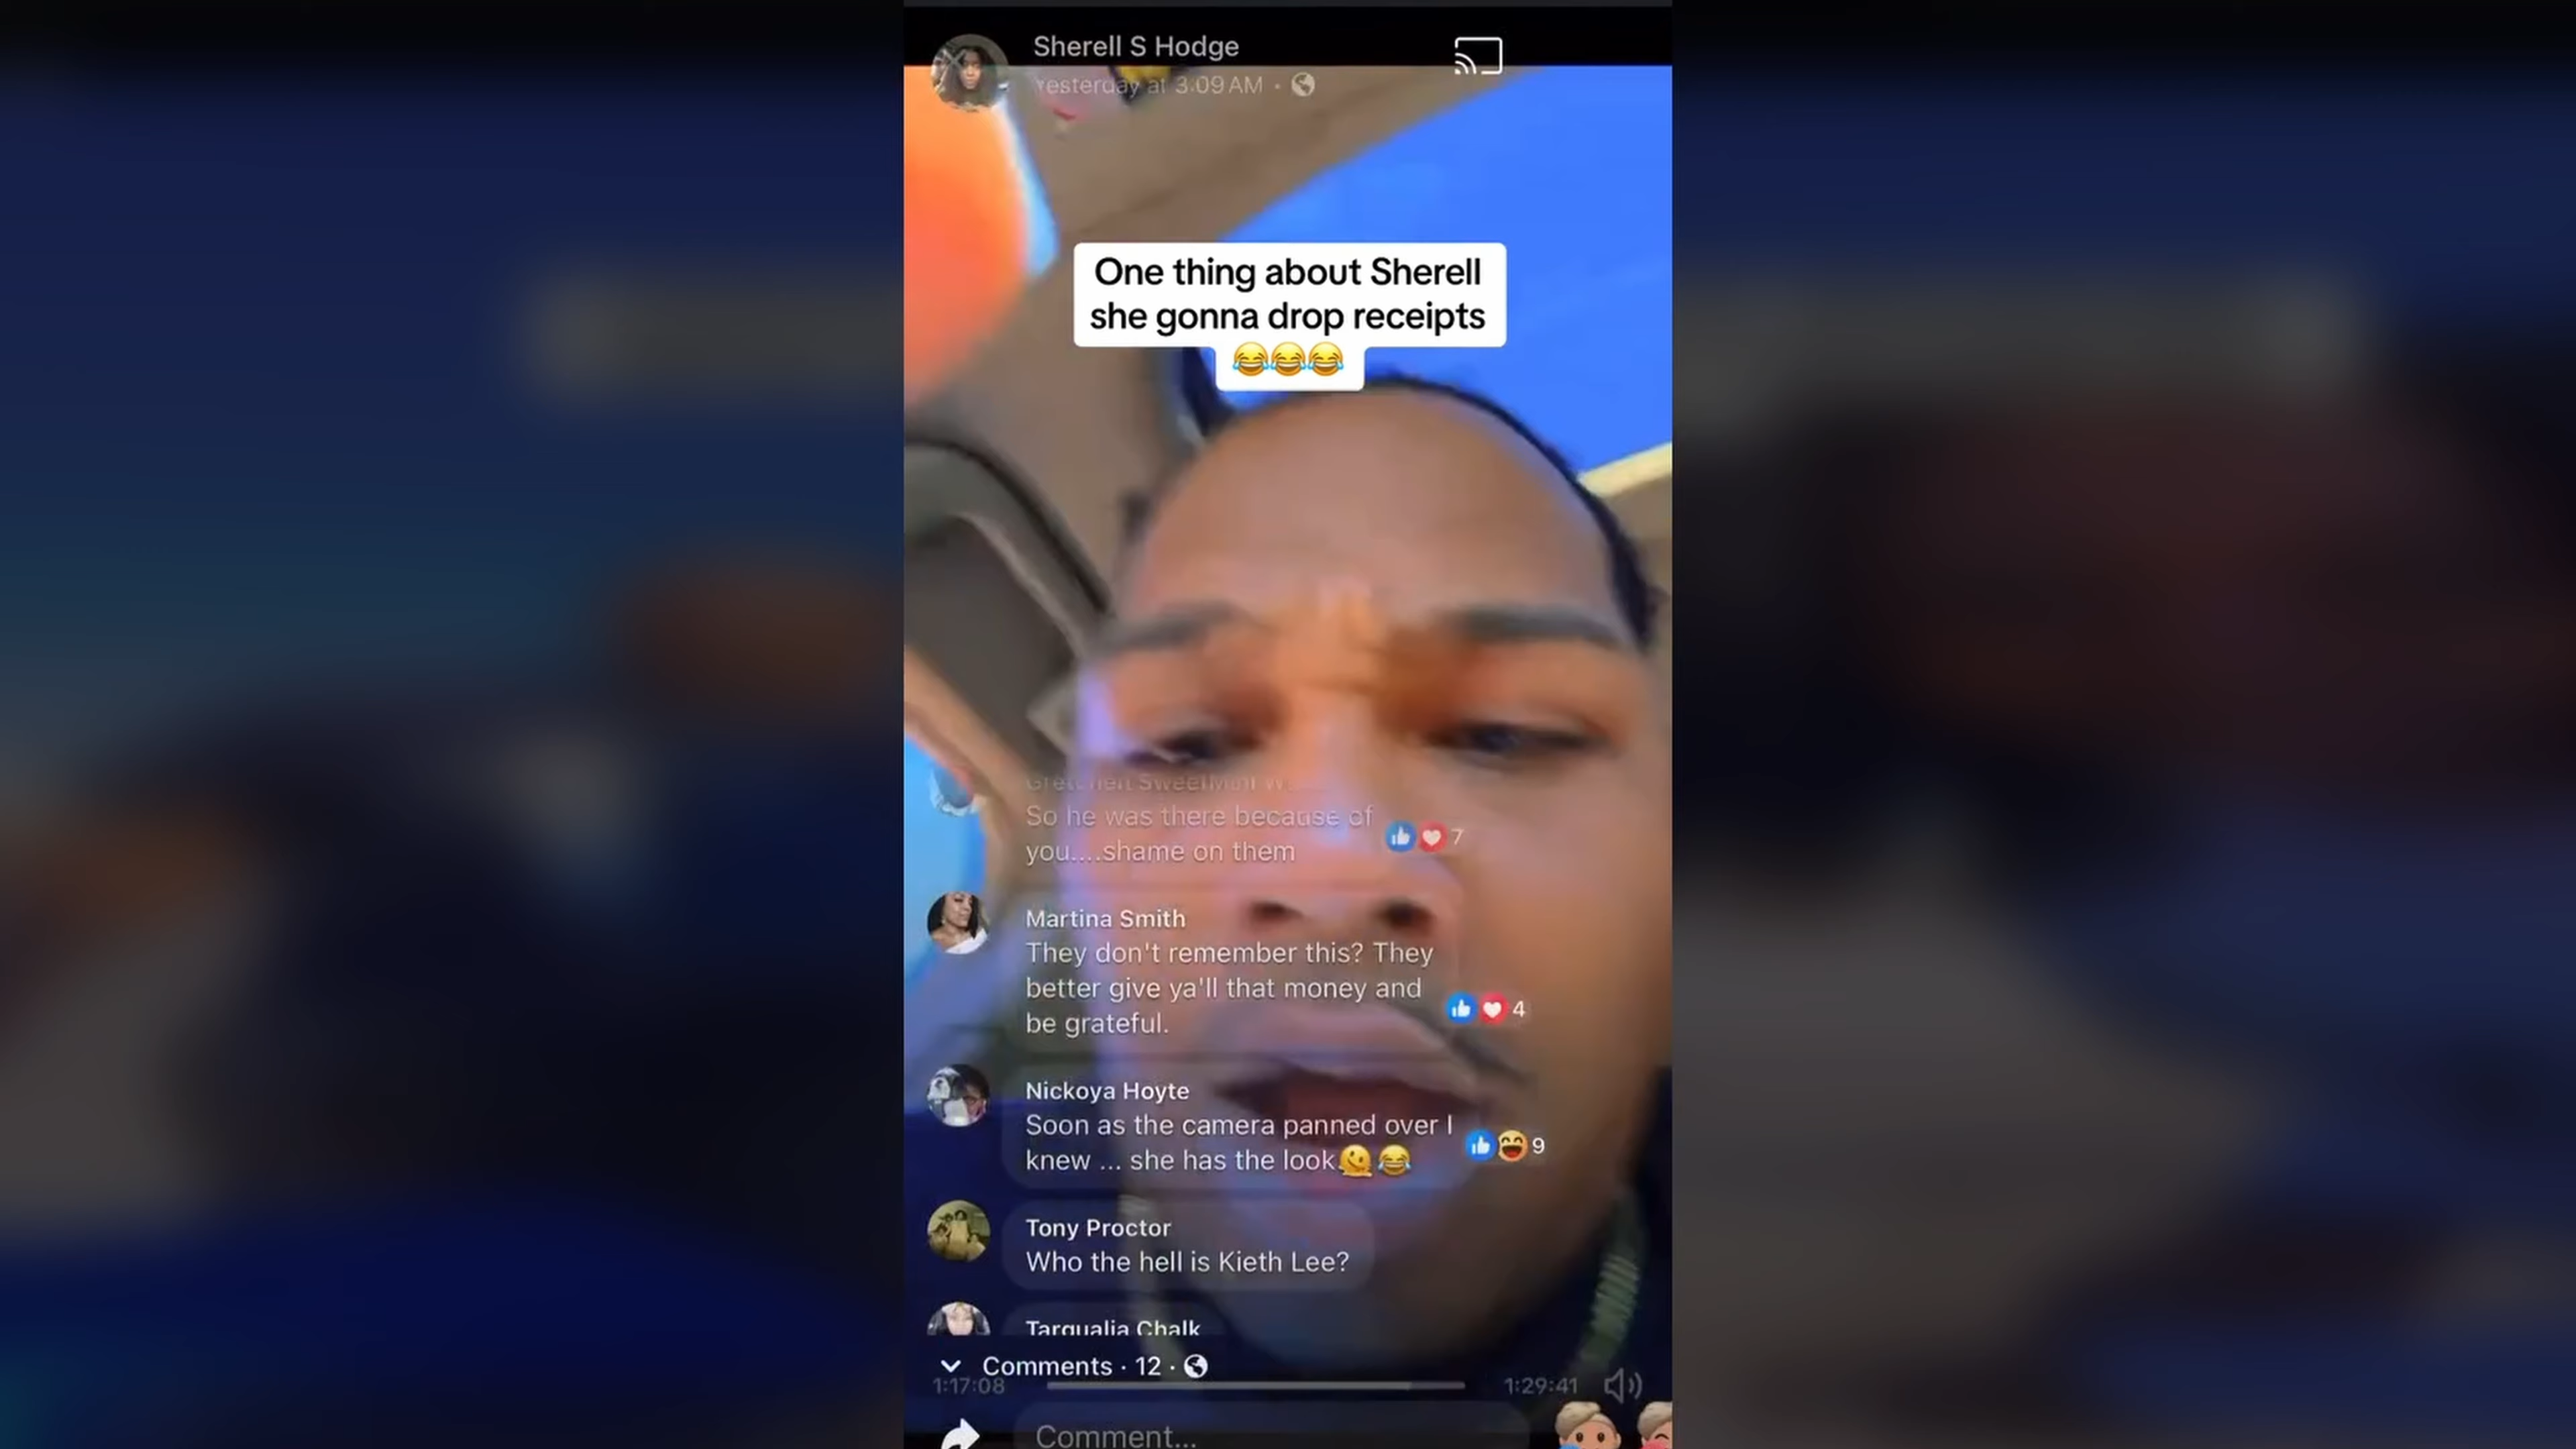 Sherell S Hodge
Yesterday at 3:09 AM ·
One thing about Sherell
she gonna drop receipts
😂😂😂
So he was there because of
you....shame on them
7
Martina Smith
They don't remember this? They
better give ya'll that money and
be grateful.
4
Nickoya Hoyte
Soon as the camera panned over I
knew ... she has the look🫠😂
9
Tony Proctor
Who the hell is Kieth Lee?
Tarqualia Chalk
Comments · 12 ·
1:17:08
1:29:41
Comment...